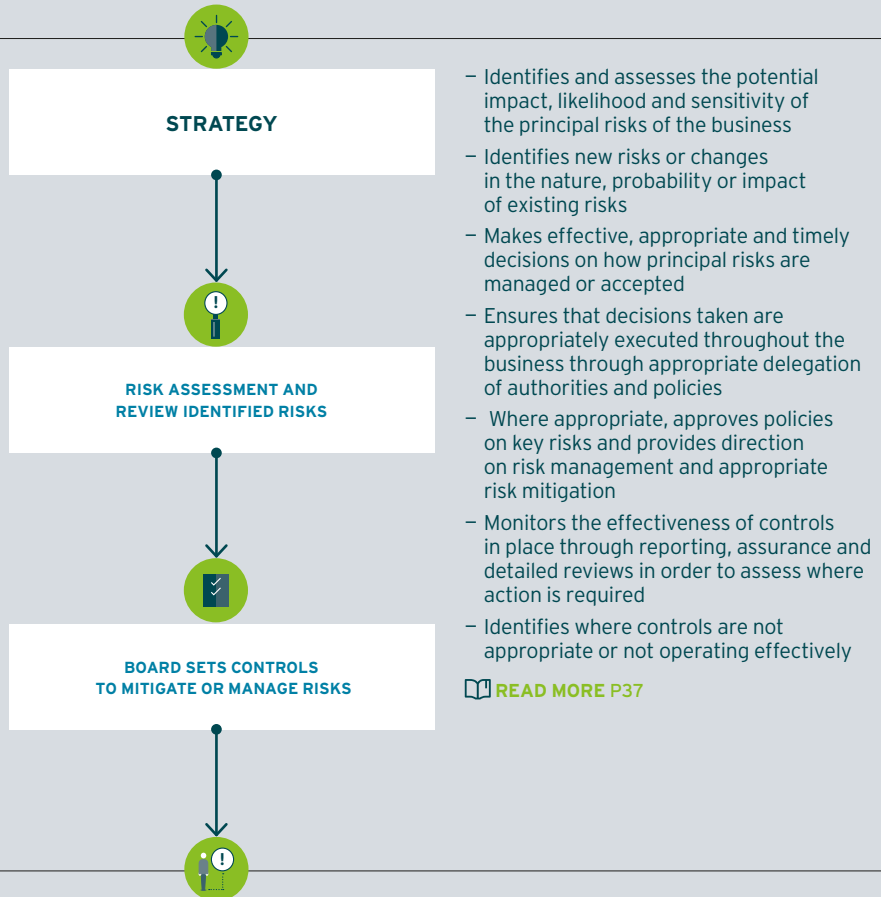 STRATEGY
RISK ASSESSMENT AND
REVIEW IDENTIFIED RISKS
BOARD SETS CONTROLS
TO MITIGATE OR MANAGE RISKS
– Identifies and assesses the potential
impact, likelihood and sensitivity of
the principal risks of the business
– Identifies new risks or changes
in the nature, probability or impact
of existing risks
– Makes effective, appropriate and timely
decisions on how principal risks are
managed or accepted
– Ensures that decisions taken are
appropriately executed throughout the
business through appropriate delegation
of authorities and policies
– Where appropriate, approves policies
on key risks and provides direction
on risk management and appropriate
risk mitigation
– Monitors the effectiveness of controls
in place through reporting, assurance and
detailed reviews in order to assess where
action is required
– Identifies where controls are not
appropriate or not operating effectively
READ MORE P37